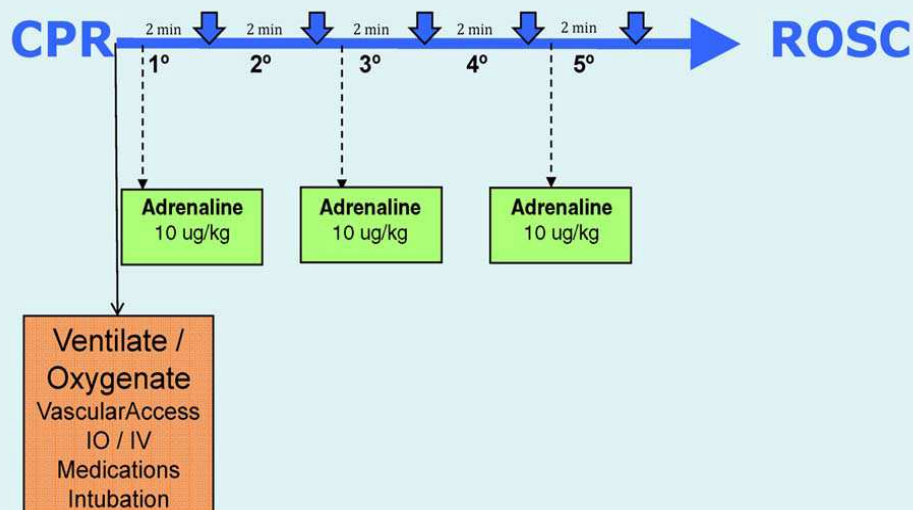 2 min 2 min 2 min 2 min 2 min
CPR ROSC
1º 2º 3º 4º 5º
Adrenaline Adrenaline Adrenaline
10 ug/kg 10 ug/kg 10 ug/kg
Ventilate /
Oxygenate
VascularAccess
IO / IV
Medications
Intubation